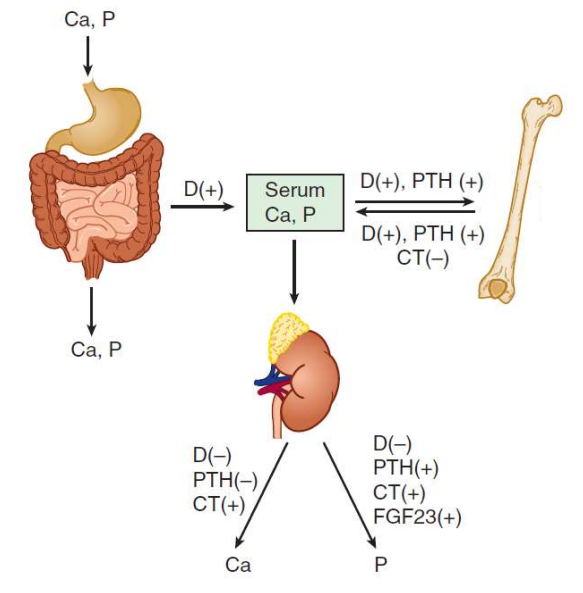 Ca, P
D(+)
Serum
Ca, P
D(+), PTH (+)
D(+), PTH (+)
CT(–)
Ca, P
D(–)
PTH(–)
CT(+)
D(–)
PTH(+)
CT(+)
FGF23(+)
Ca
P